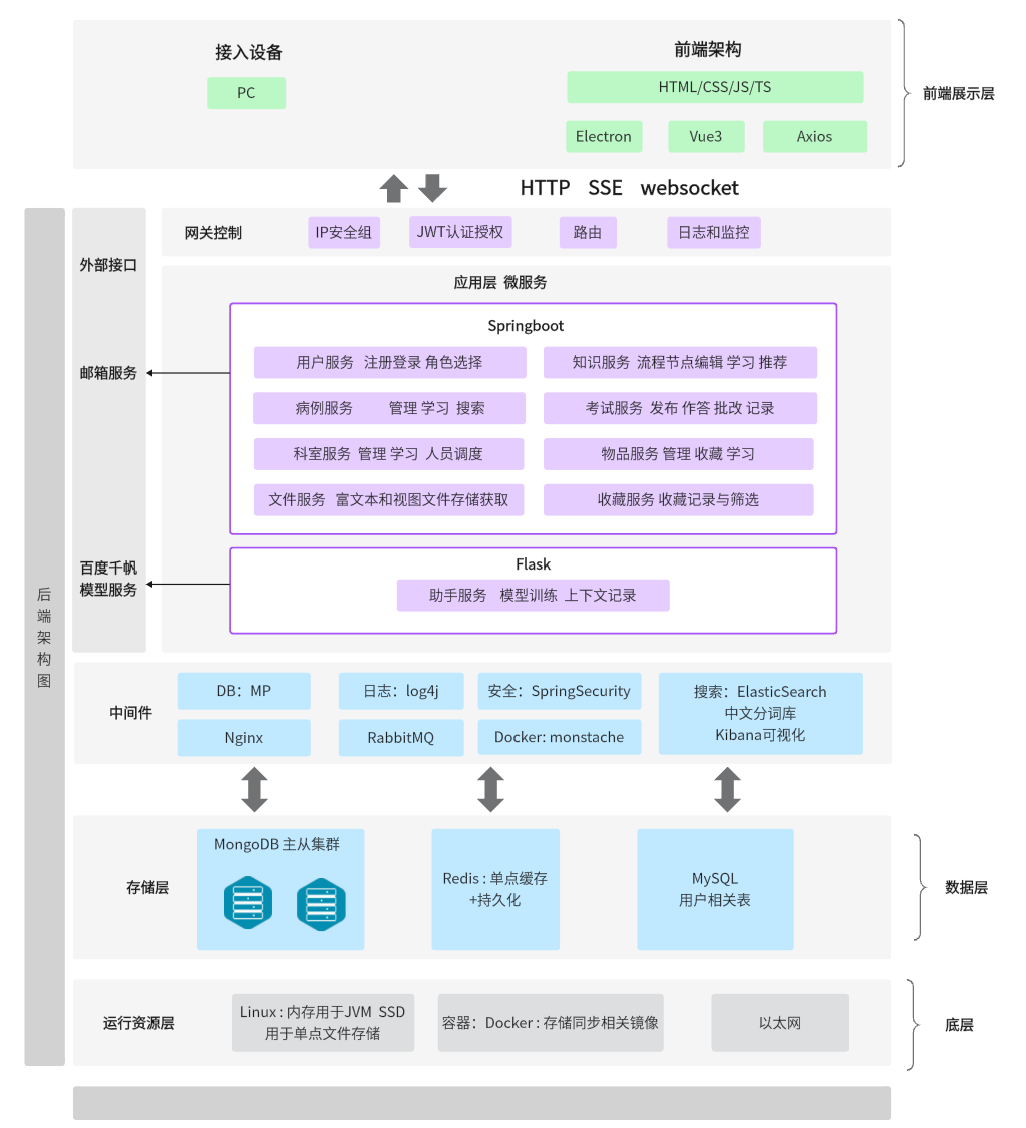 接入设备
PC
前端架构
HTML/CSS/JS/TS
Electron
Vue3
Axios
前端展示层
HTTP SSE websocket
后端架构图
外部接口
邮箱服务
百度千帆
模型服务
网关控制
IP安全组
JWT认证授权
路由
日志和监控
应用层 微服务
Springboot
用户服务 注册登录 角色选择
知识服务 流程节点编辑 学习 推荐
病例服务 管理 学习 搜索
考试服务 发布 作答 批改 记录
科室服务 管理 学习 人员调度
物品服务 管理 收藏 学习
文件服务 富文本和视图文件存储获取
收藏服务 收藏记录与筛选
Flask
助手服务 模型训练 上下文记录
中间件
DB：MP
日志：log4j
安全：SpringSecurity
搜索：ElasticSearch
中文分词库
Kibana可视化
Nginx
RabbitMQ
Docker: monstache
存储层
MongoDB 主从集群
Redis : 单点缓存
+持久化
MySQL
用户相关表
数据层
运行资源层
Linux : 内存用于JVM SSD
用于单点文件存储
容器：Docker : 存储同步相关镜像
以太网
底层